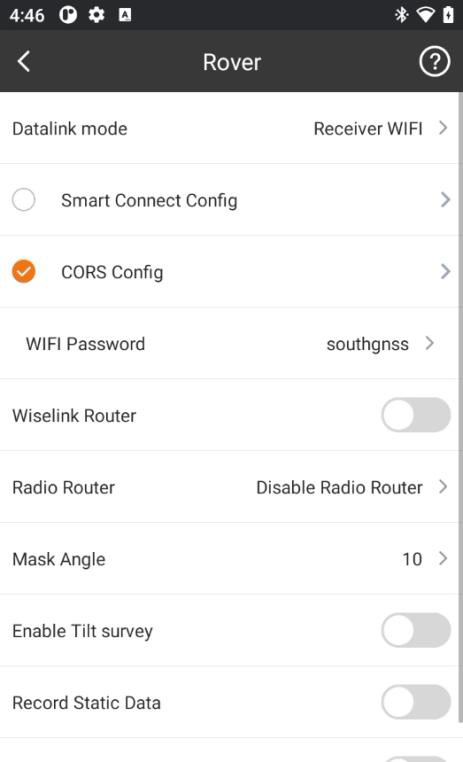 4:46
Rover
Datalink mode Receiver WIFI
Smart Connect Config
CORS Config
WIFI Password southgnss
Wiselink Router
Radio Router Disable Radio Router
Mask Angle 10
Enable Tilt survey
Record Static Data